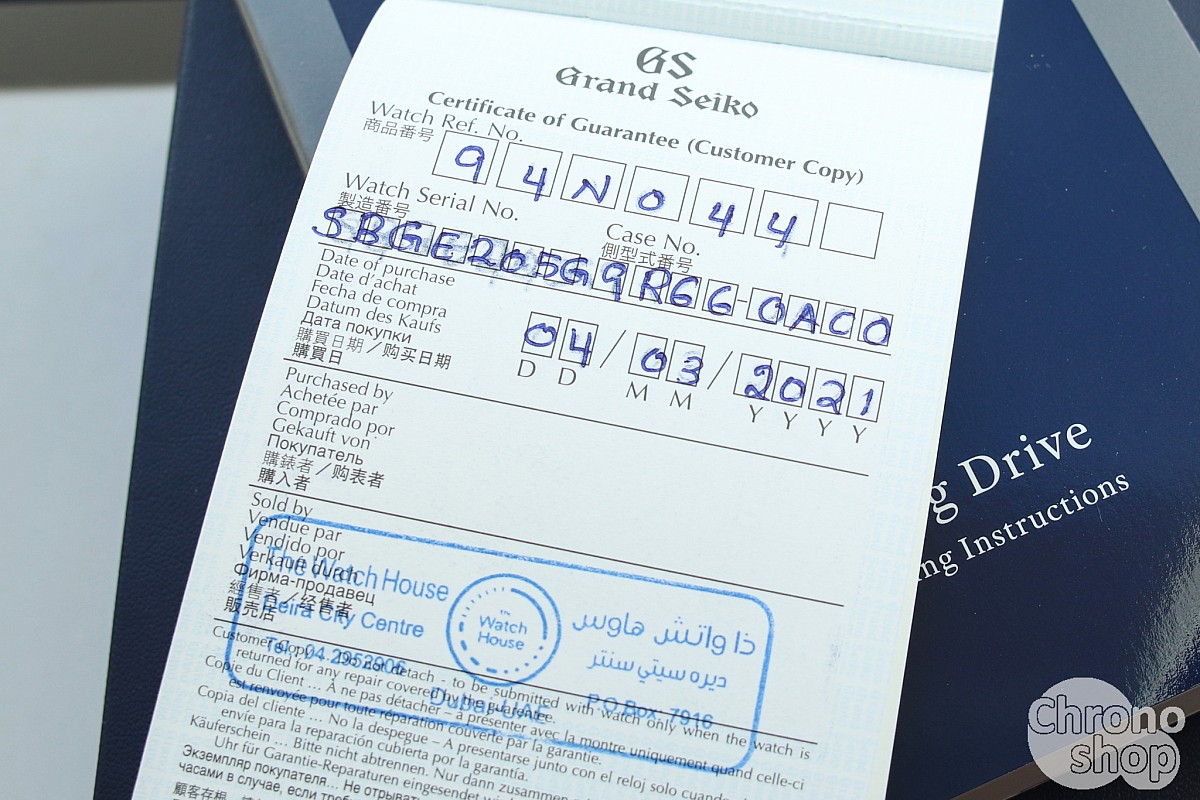 GS
Grand Seiko
Certificate of Guarantee (Customer Copy)
Watch Ref. No.
商品番号
9 4 N 0 4 4
Watch Serial No.
製造番号
Case No.
側型式番号
SBGE205G 9R66-0AC0
Date of purchase
Date d'achat
Fecha de compra
Datum des Kaufs
Дата покупки
購買日期／购买日期
購買日
04/03/2021
D D M M Y Y Y Y
Purchased by
Achetée par
Comprado por
Gekauft von
Покупатель
購錶者／购表者
購入者
Sold by
Vendue par
Vendido por
Verkauft durch
Фирма-продавец
經售者／经售者
販売店
The Watch House
Deira City Centre
Tel: 04 2952906
Dubai-UAE
The
Watch
House
ذا واتش هاوس
ديره سيتي سنتر
P.O.Box: 7916
Customer Copy ... Do not detach - to be submitted with watch only when the watch is
returned for any repair covered by the guarantee.
Copie du Client ... À ne pas détacher – à présenter avec la montre uniquement quand celle-ci
est renvoyée pour toute réparation couverte par la garantie.
Copia del cliente ... No la despegue – A presentarse junto con el reloj solo cuando
envíe para la reparación cubierta por la garantía.
Käuferschein ... Bitte nicht abtrennen. Nur dann zusammen
Uhr für Garantie-Reparaturen eingesendet
Экземпляр покупателя... Не отрывать
часами в случае, если
顧客存根
g Drive
ng Instructions
Chrono
shop